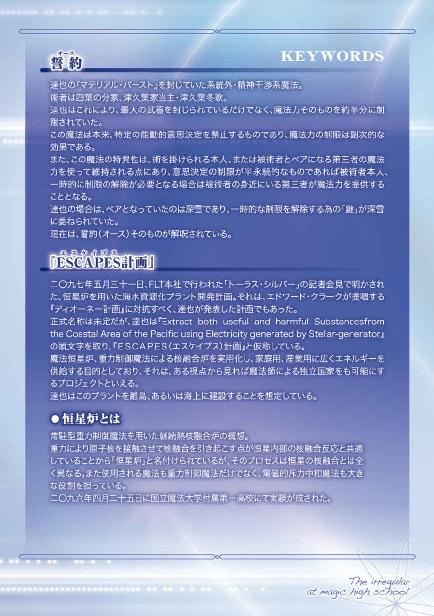 KEYWORDS
オース
誓約
達也の『マテリアル・バースト』を封じていた系統外・精神干渉系魔法。
術者は四葉の分家、津久葉家当主・津久葉冬歌。
達也はこれにより、最大の武器を封じられているだけでなく、魔法力そのものを約半分に制
限されていた。
この魔法は本来、特定の能動的意思決定を禁止するものであり、魔法力の制限は副次的な
効果である。
また、この魔法の特異性は、術を掛けられる本人、または被術者とペアになる第三者の魔法
力を使って維持される点にあり、意思決定の制限が半永続的なものであれば被術者本人、
一時的に制限の解除が必要となる場合は被術者の身近にいる第三者が魔法力を提供する
こととなる。
達也の場合は、ペアとなっていたのは深雪であり、一時的な制限を解除する為の「鍵」が深雪
に委ねられていた。
現在は、誓約(オース)そのものが解呪されている。
エスケイプス
『ESCAPES計画』
二〇九七年五月三十一日、FLT本社で行われた「トーラス・シルバー」の記者会見で明かされ
た、恒星炉を用いた海水資源化プラント開発計画。それは、エドワード・クラークが提唱する
『ディオーネー計画』に対抗すべく、達也が発表した計画でもあった。
正式名称は未定だが、達也は『Extract both useful and harmful Substancesfrom
the Coastal Area of the Pacific using Electricity generated by Stellar-generator』
の頭文字を取り、『ESCAPES(エスケイプス)計画』と仮称している。
魔法恒星炉、重力制御魔法による核融合炉を実用化し、家庭用、産業用に広くエネルギーを
供給する目的としており、それは、ある視点から見れば魔法師による独立国家をも可能にす
るプロジェクトといえる。
達也はこのプラントを離島、あるいは海上に建設することを想定している。
●恒星炉とは
常駐型重力制御魔法を用いた継続熱核融合炉の構想。
重力により原子核を接触させて核融合を引き起こす点が恒星内部の核融合反応と共通
していることから「恒星炉」と名付けられているが、そのプロセスは恒星の核融合とは全
く異なる。また使用される魔法も重力制御魔法だけでなく、電磁的斥力中和魔法も大き
な役割を担っている。
二〇九六年四月二十五日に国立魔法大学付属第一高校にて実験が成された。
The irregular
at magic high school